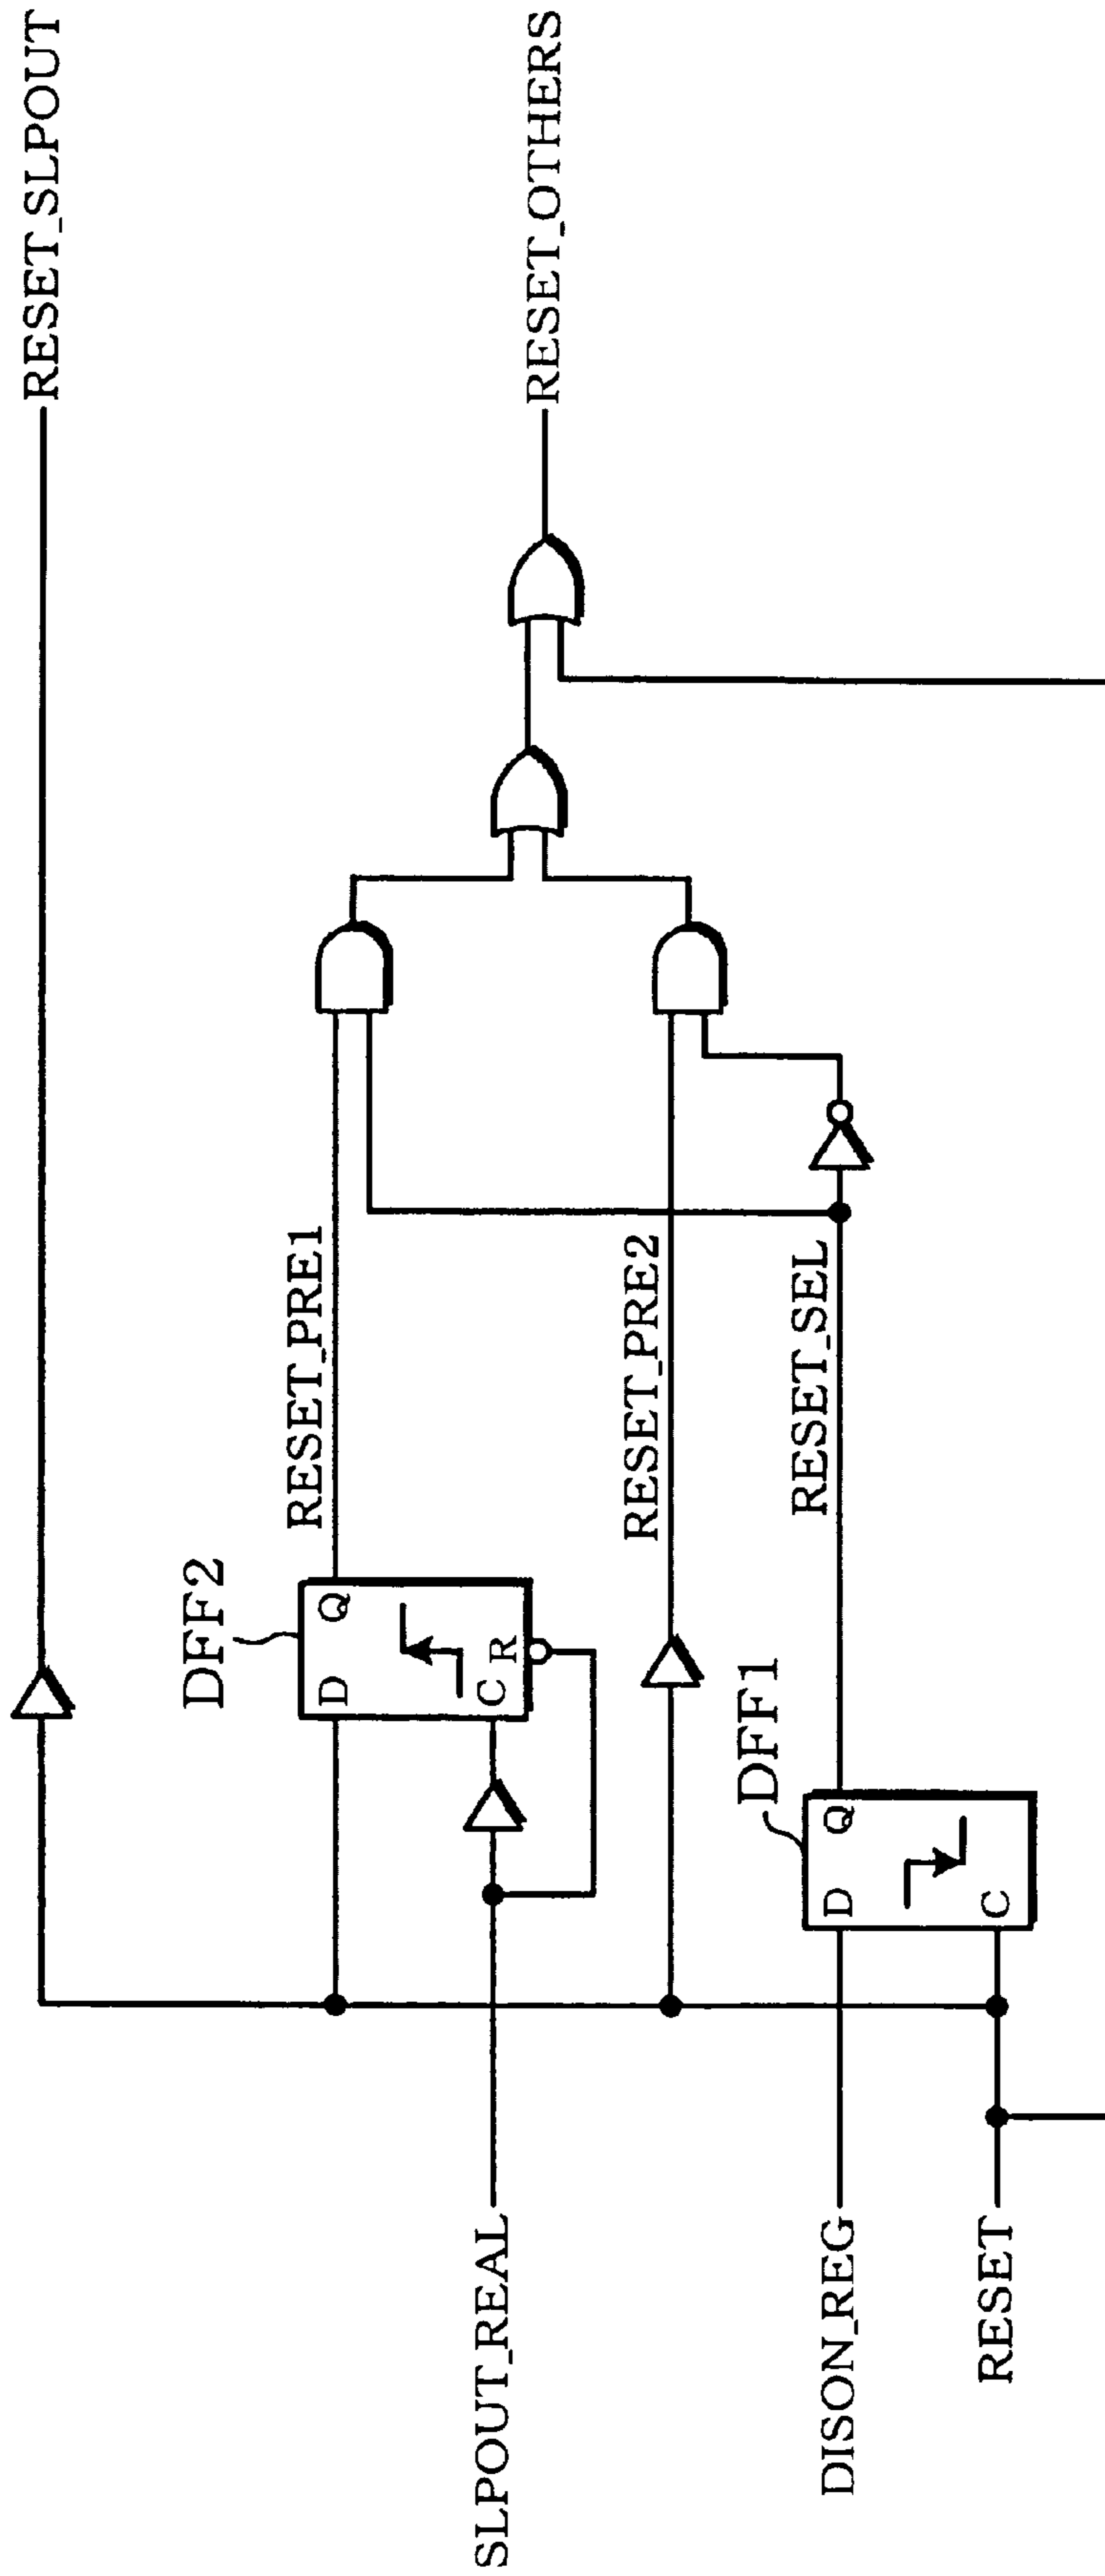 RESET_SLPOUT
RESET_OTHERS
DFF2
D
Q
C
R
RESET_PRE1
SLPOUT_REAL
RESET_PRE2
DFF1
D
Q
C
RESET_SEL
DISON_REG
RESET